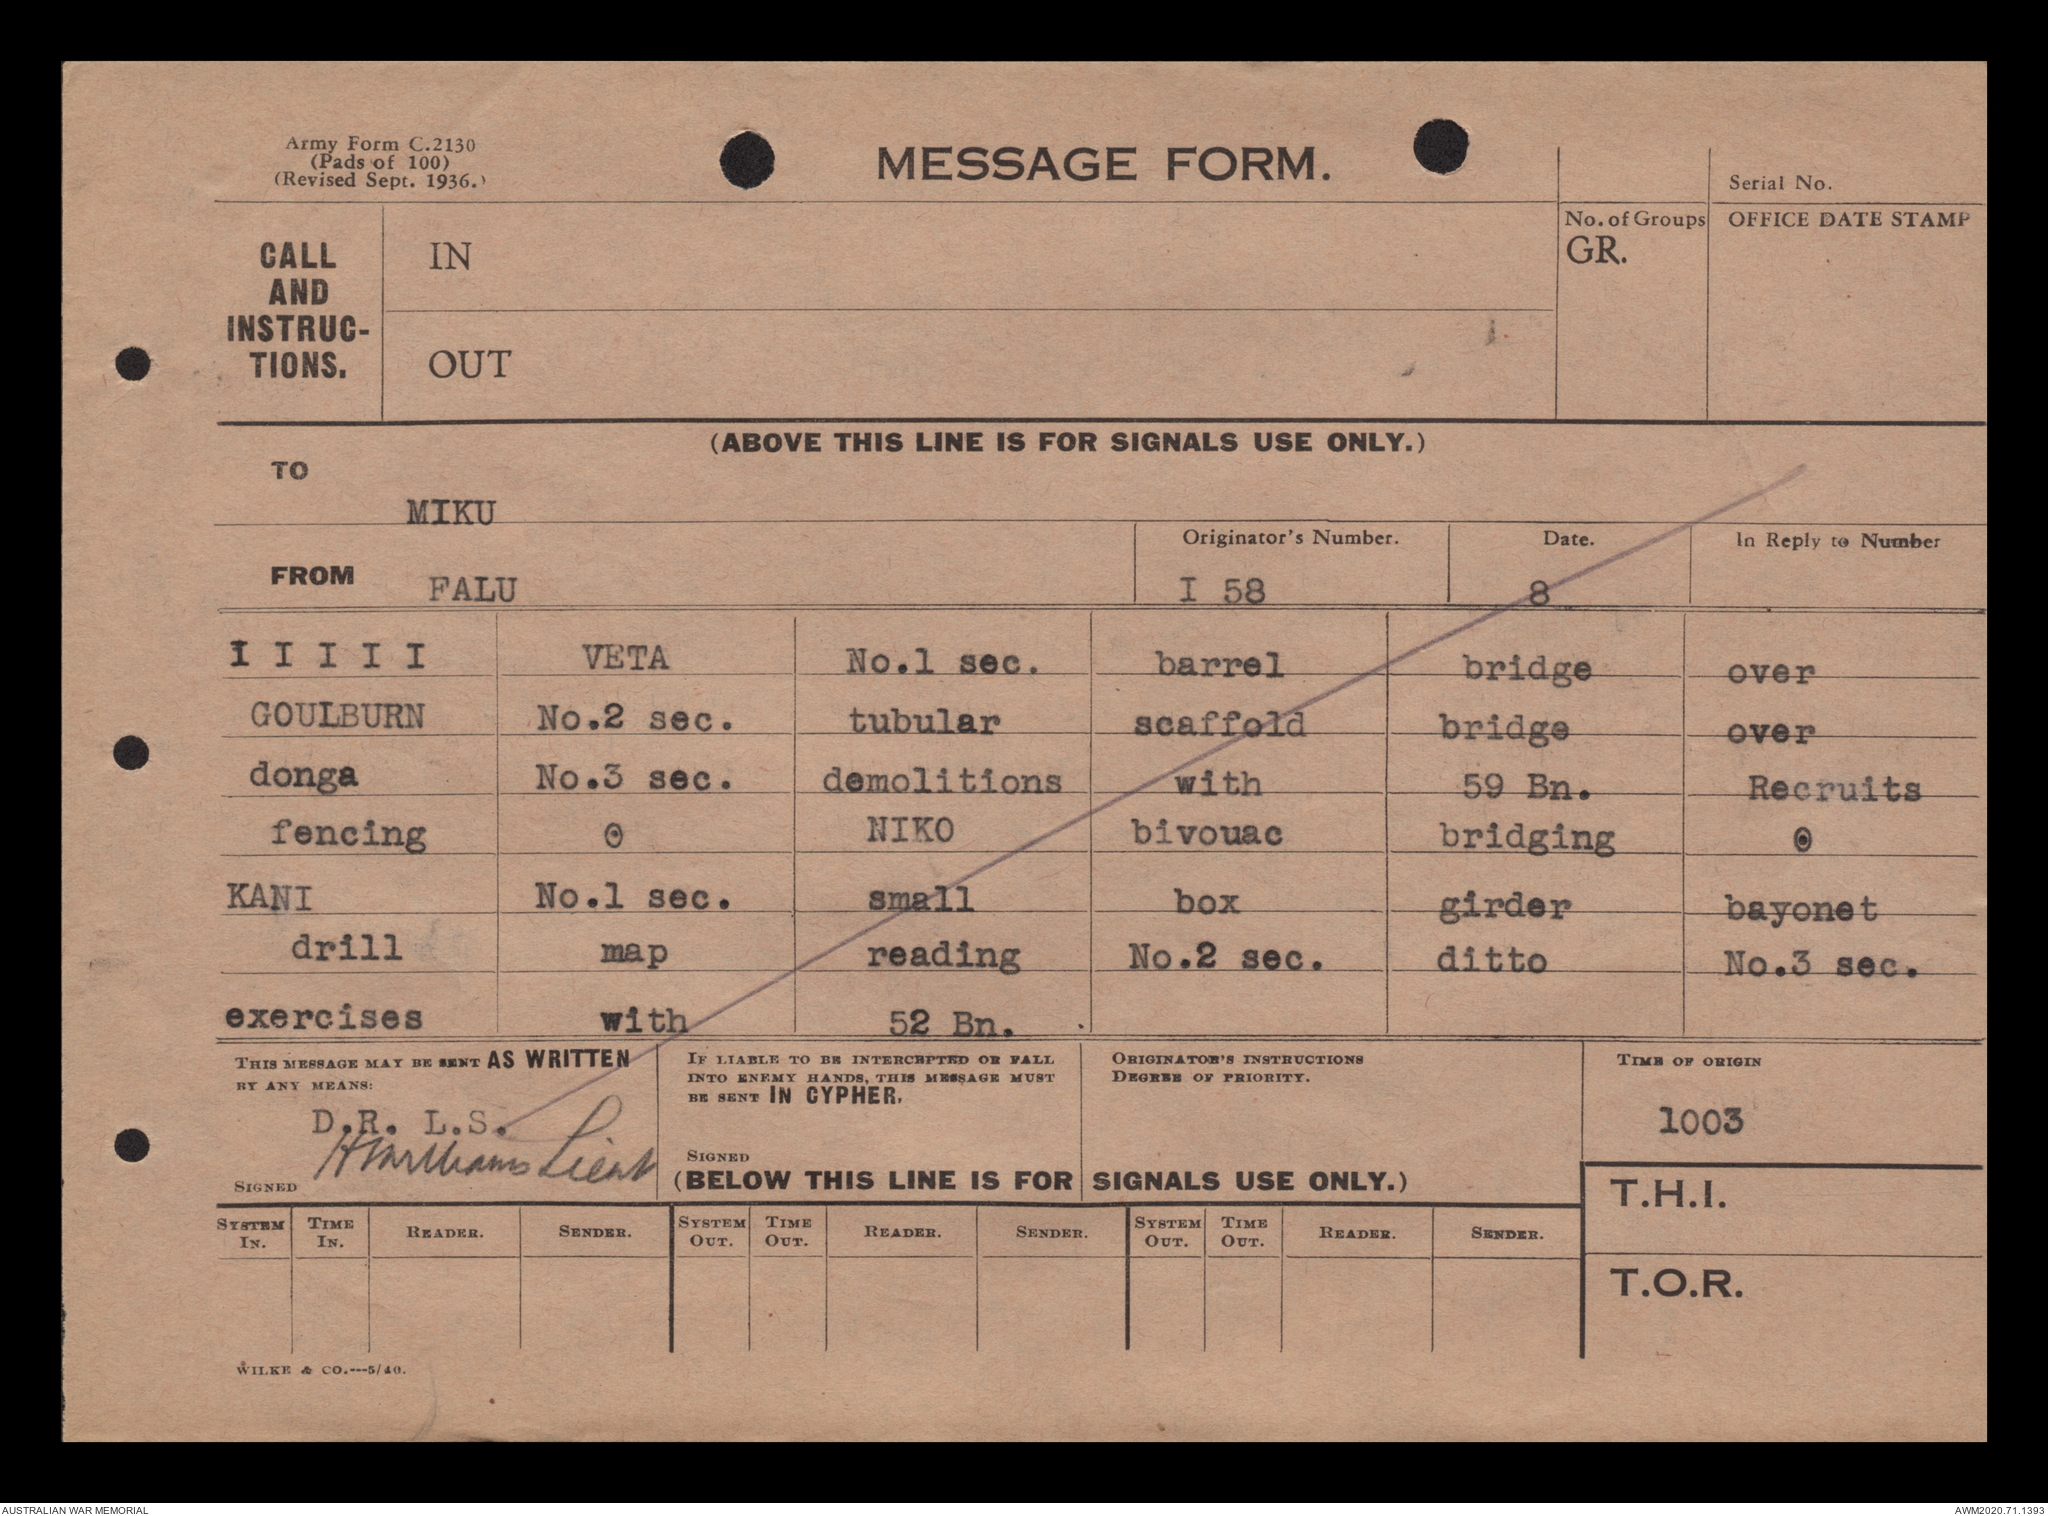 Army Form C.2130
(Pads of 100)
(Revised Sept. 1936.)
MESSAGE FORM.
Serial No.
CALL AND INSTRUC-TIONS.
IN
OUT
No. of Groups
GR.
OFFICE DATE STAMP
(ABOVE THIS LINE IS FOR SIGNALS USE ONLY.)
TO
MIKU
FROM FALU
Originator's Number.
I 58
Date.
8
In Reply to Number
I I I I I VETA No.1 sec. barrel bridge over
GOULBURN No.2 sec. tubular scaffold bridge over
donga No.3 sec. demolitions with 59 Bn. Recruits
fencing 0 NIKO bivouac bridging 0
KANI No.1 sec. small box girder bayonet
drill map reading No.2 sec. ditto No.3 sec.
exercises with 52 Bn.
THIS MESSAGE MAY BE SENT AS WRITTEN
BY ANY MEANS:
D.R. L.S.
SIGNED Lieut
IF LIABLE TO BE INTERCEPTED OR FALL
INTO ENEMY HANDS, THIS MESSAGE MUST
BE SENT IN CYPHER.
SIGNED
ORIGINATOR'S INSTRUCTIONS
DEGREE OF PRIORITY.
TIME OF ORIGIN
1003
(BELOW THIS LINE IS FOR SIGNALS USE ONLY.)
T.H.I.
T.O.R.
SYSTEM IN. TIME IN. READER. SENDER. SYSTEM OUT. TIME OUT. READER. SENDER. SYSTEM OUT. TIME OUT. READER. SENDER.
WILKE & CO.---5/40.
AUSTRALIAN WAR MEMORIAL
AWM2020.71.1393